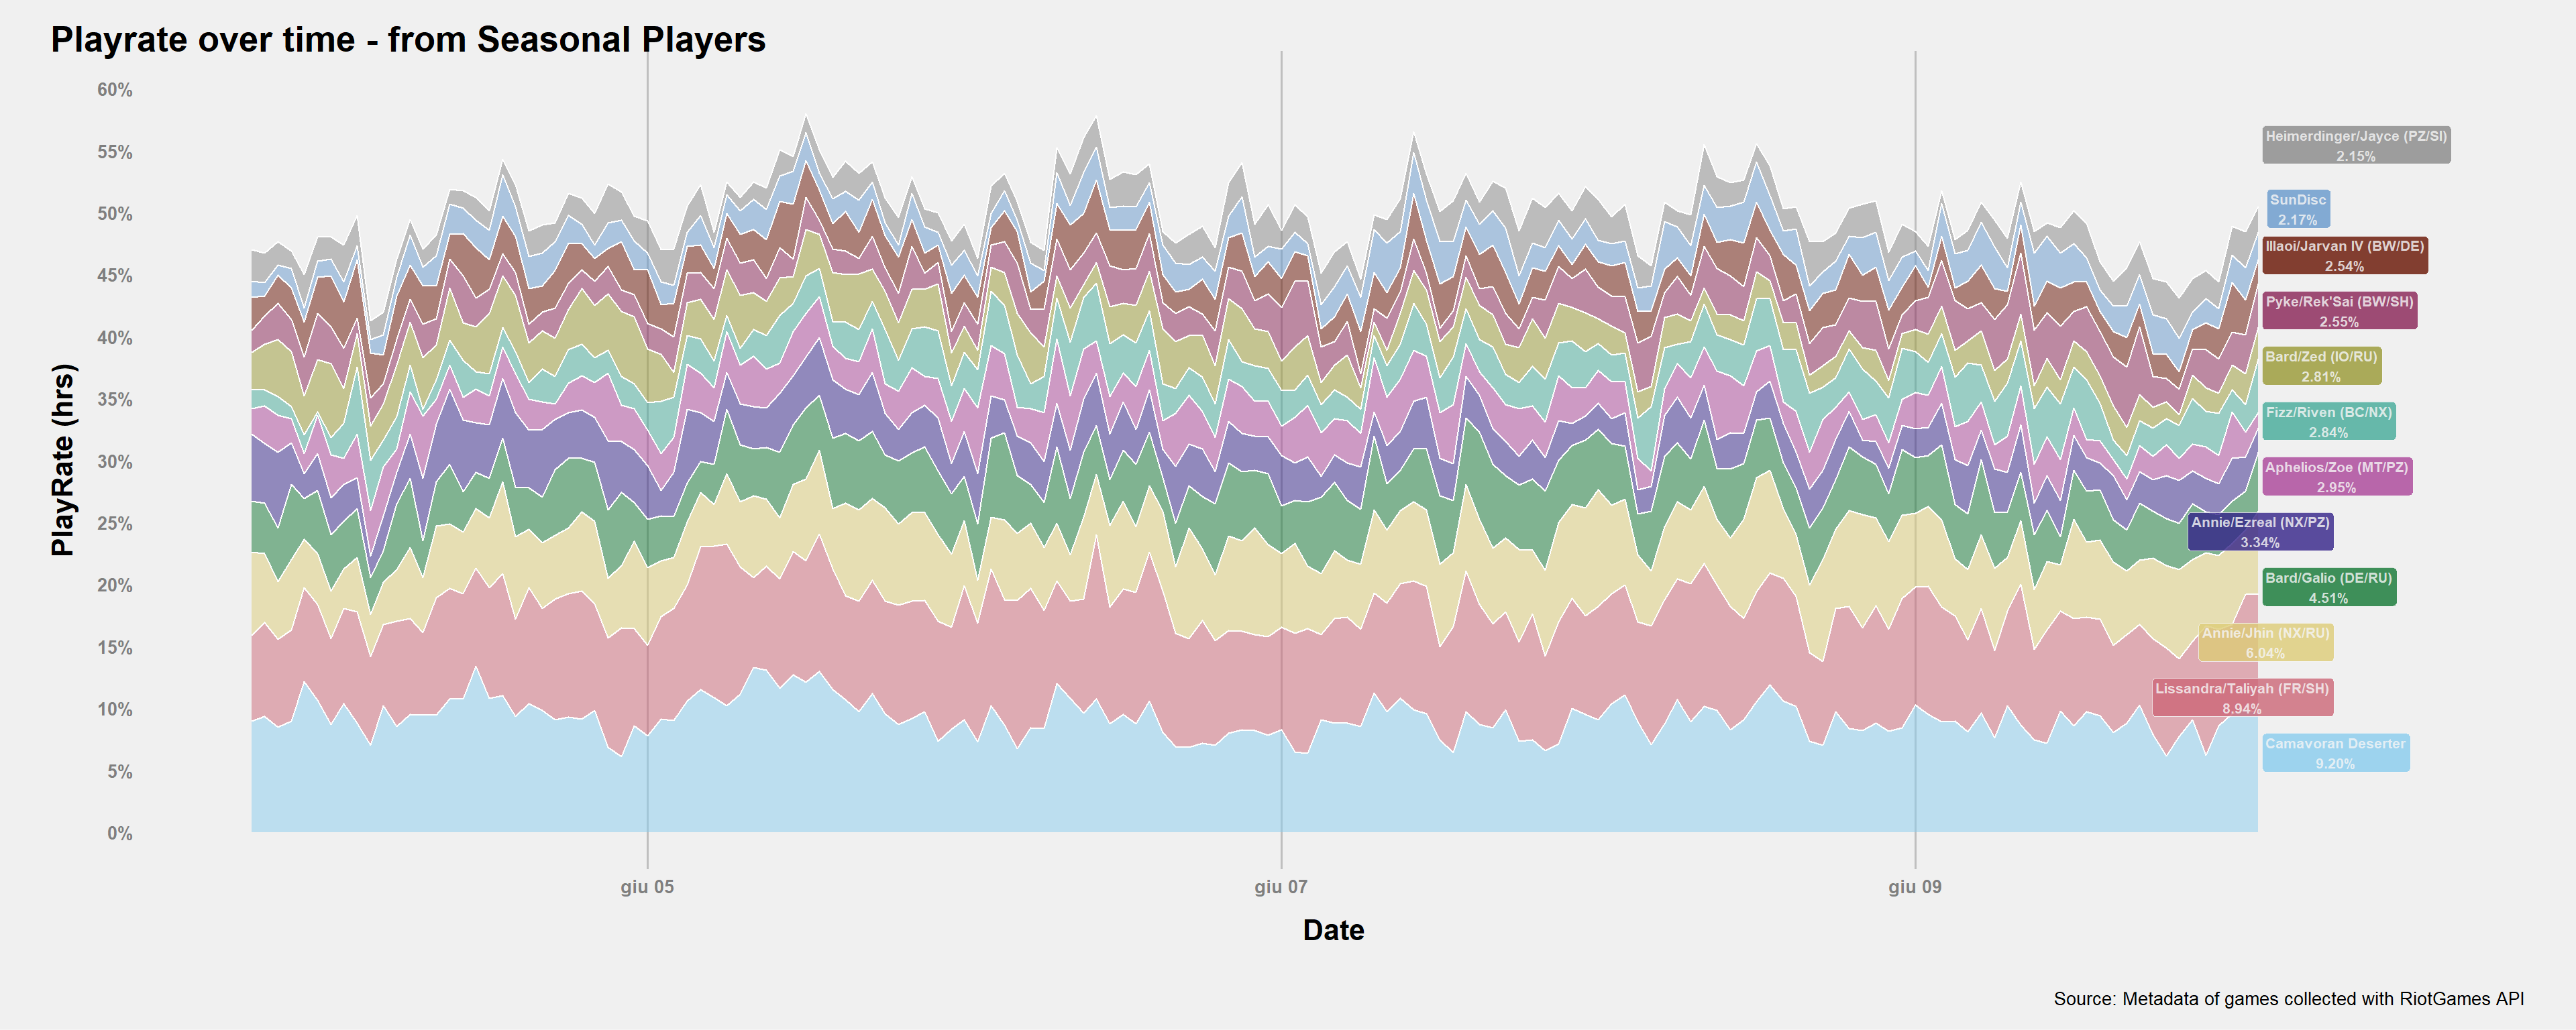 Playrate over time - from Seasonal Players
60%
55%
50%
45%
40%
35%
30%
25%
20%
15%
10%
5%
0%
PlayRate (hrs)
Heimerdinger/Jayce (PZ/SI)
2.15%
SunDisc
2.17%
Illaoi/Jarvan IV (BW/DE)
2.54%
Pyke/Rek'Sai (BW/SH)
2.55%
Bard/Zed (IO/RU)
2.81%
Fizz/Riven (BC/NX)
2.84%
Aphelios/Zoe (MT/PZ)
2.95%
Annie/Ezreal (NX/PZ)
3.34%
Bard/Galio (DE/RU)
4.51%
Annie/Jhin (NX/RU)
6.04%
Lissandra/Taliyah (FR/SH)
8.94%
Camavoran Deserter
9.20%
giu 05
giu 07
giu 09
Date
Source: Metadata of games collected with RiotGames API